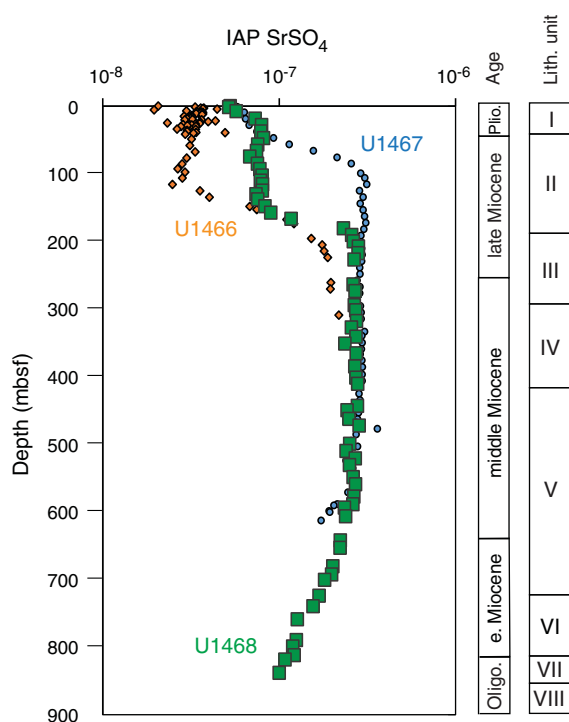 IAP SrSO4
10-8
10-7
10-6
Age
Lith. unit
Depth (mbsf)
0
100
200
300
400
500
600
700
800
900
U1467
U1466
U1468
Plio.
late Miocene
middle Miocene
e. Miocene
Oligo.
I
II
III
IV
V
VI
VII
VIII